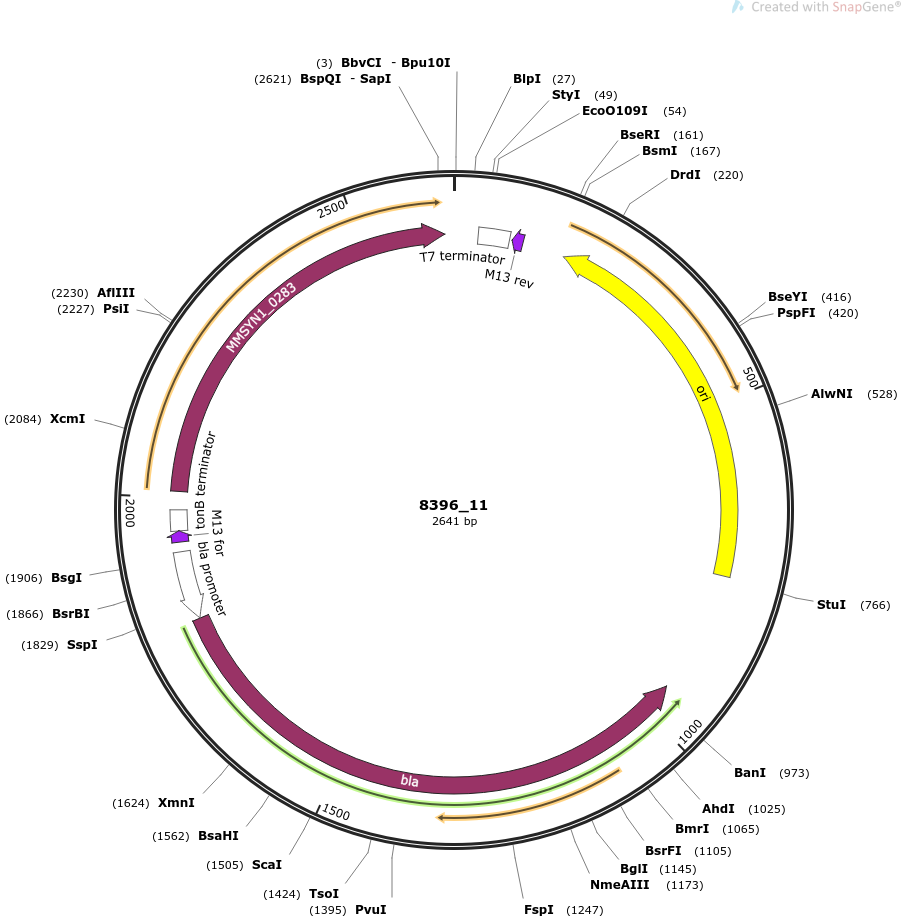 Created with SnapGene®
(3) BbvCI - Bpu10I
(2621) BspQI - SapI
BlpI (27)
StyI (49)
EcoO109I (54)
BseRI (161)
BsmI (167)
DrdI (220)
2500
T7 terminator
M13 rev
(2230) AflIII
(2227) PsiI
MMSYN1_0283
BseYI (416)
PspFI (420)
500
ori
AlwNI (528)
(2084) XcmI
tonB terminator
8396_11
2641 bp
2000
M13 for
bla promoter
(1906) BsgI
(1866) BsrBI
(1829) SspI
StuI (766)
1000
BanI (973)
bla
(1624) XmnI
1500
AhdI (1025)
BmrI (1065)
(1562) BsaHI
BsrFI (1105)
(1505) ScaI
BglI (1145)
NmeAIII (1173)
(1424) TsoI
(1395) PvuI
FspI (1247)